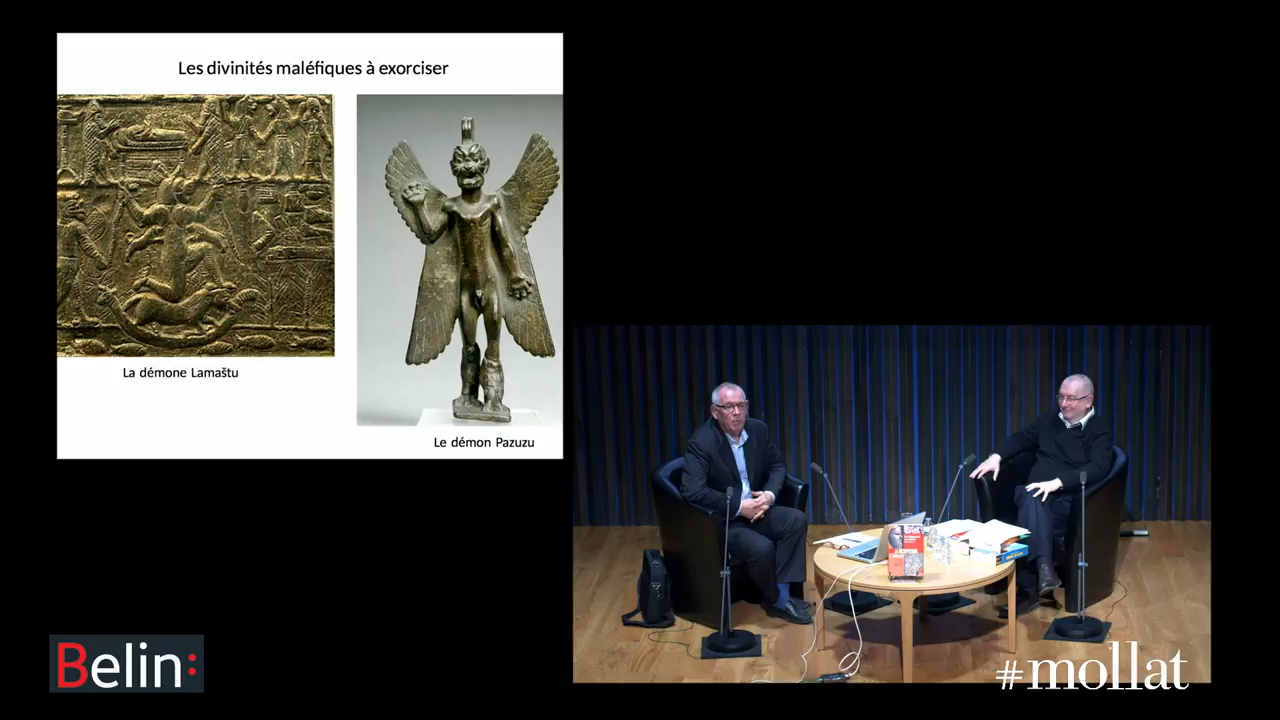 Les divinités maléfiques à exorciser
La démone Lamaštu
Le démon Pazuzu
Belin:
#mollat